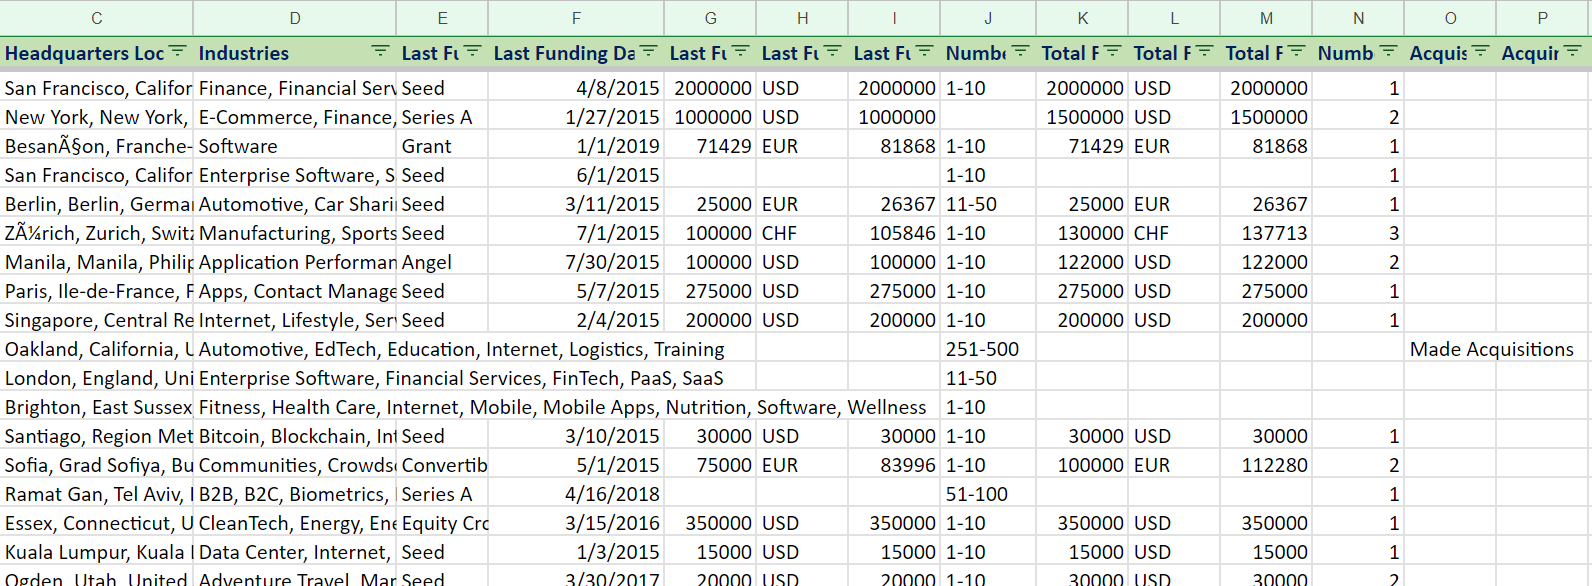 C D E F G H I J K L M N O P
Headquarters Loc Industries Last Fu Last Funding Da Last Fu Last Fu Last Fu Numbe Total F Total F Total F Numb Acquis Acquir
San Francisco, Califor Finance, Financial Serv Seed 4/8/2015 2000000 USD 2000000 1-10 2000000 USD 2000000 1
New York, New York, E-Commerce, Finance, Series A 1/27/2015 1000000 USD 1000000 1500000 USD 1500000 2
BesanÃ§on, Franche- Software Grant 1/1/2019 71429 EUR 81868 1-10 71429 EUR 81868 1
San Francisco, Califor Enterprise Software, S Seed 6/1/2015 1-10 1
Berlin, Berlin, Germa Automotive, Car Shari Seed 3/11/2015 25000 EUR 26367 11-50 25000 EUR 26367 1
ZÃ¼rich, Zurich, Switz Manufacturing, Sports Seed 7/1/2015 100000 CHF 105846 1-10 130000 CHF 137713 3
Manila, Manila, Philip Application Performan Angel 7/30/2015 100000 USD 100000 1-10 122000 USD 122000 2
Paris, Ile-de-France, F Apps, Contact Manage Seed 5/7/2015 275000 USD 275000 1-10 275000 USD 275000 1
Singapore, Central Re Internet, Lifestyle, Ser Seed 2/4/2015 200000 USD 200000 1-10 200000 USD 200000 1
Oakland, California, U Automotive, EdTech, Education, Internet, Logistics, Training 251-500 Made Acquisitions
London, England, Uni Enterprise Software, Financial Services, FinTech, PaaS, SaaS 11-50
Brighton, East Sussex Fitness, Health Care, Internet, Mobile, Mobile Apps, Nutrition, Software, Wellness 1-10
Santiago, Region Met Bitcoin, Blockchain, Int Seed 3/10/2015 30000 USD 30000 1-10 30000 USD 30000 1
Sofia, Grad Sofiya, Bu Communities, Crowds Convertib 5/1/2015 75000 EUR 83996 1-10 100000 EUR 112280 2
Ramat Gan, Tel Aviv, I B2B, B2C, Biometrics, Series A 4/16/2018 51-100 1
Essex, Connecticut, U CleanTech, Energy, Ene Equity Cro 3/15/2016 350000 USD 350000 1-10 350000 USD 350000 1
Kuala Lumpur, Kuala Data Center, Internet, Seed 1/3/2015 15000 USD 15000 1-10 15000 USD 15000 1
Ogden, Utah, United Adventure Travel, Mar Seed 3/30/2017 20000 USD 20000 1-10 30000 USD 30000 2